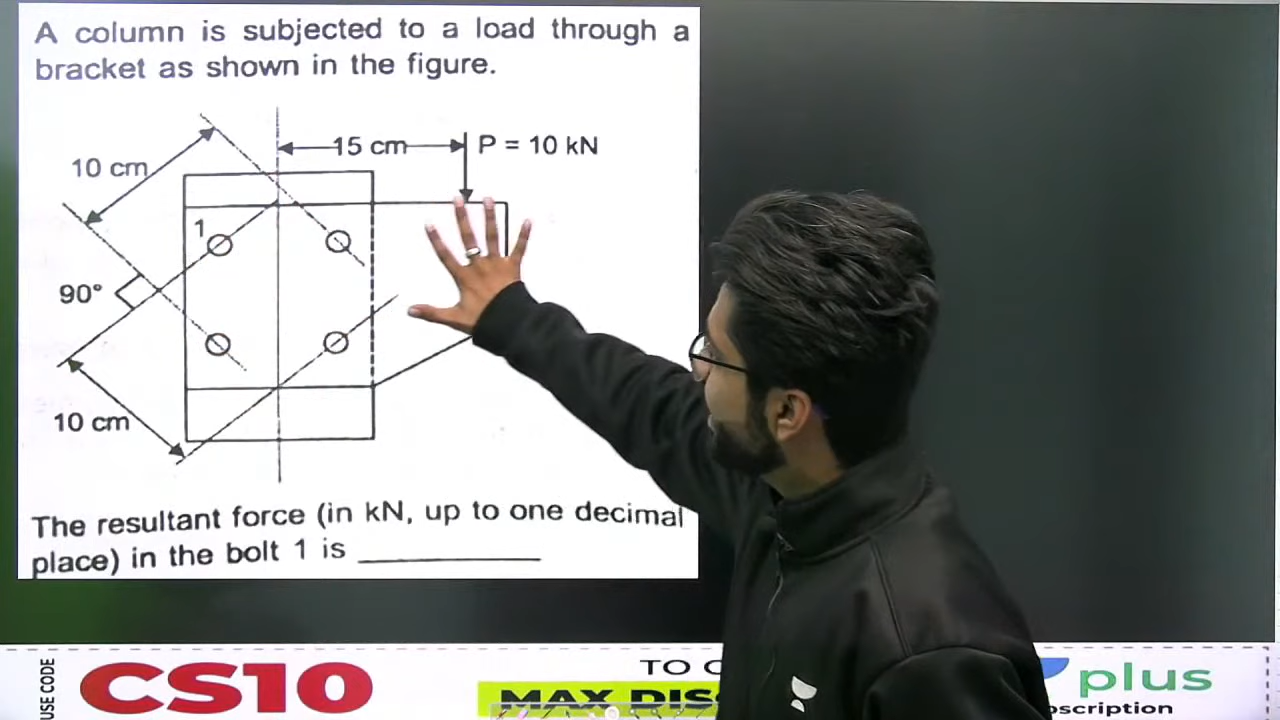 A column is subjected to a load through a
bracket as shown in the figure.
15 cm
P = 10 kN
10 cm
1
90°
10 cm
The resultant force (in kN, up to one decimal
place) in the bolt 1 is
USE CODE
CS10
TO
MAX
plus